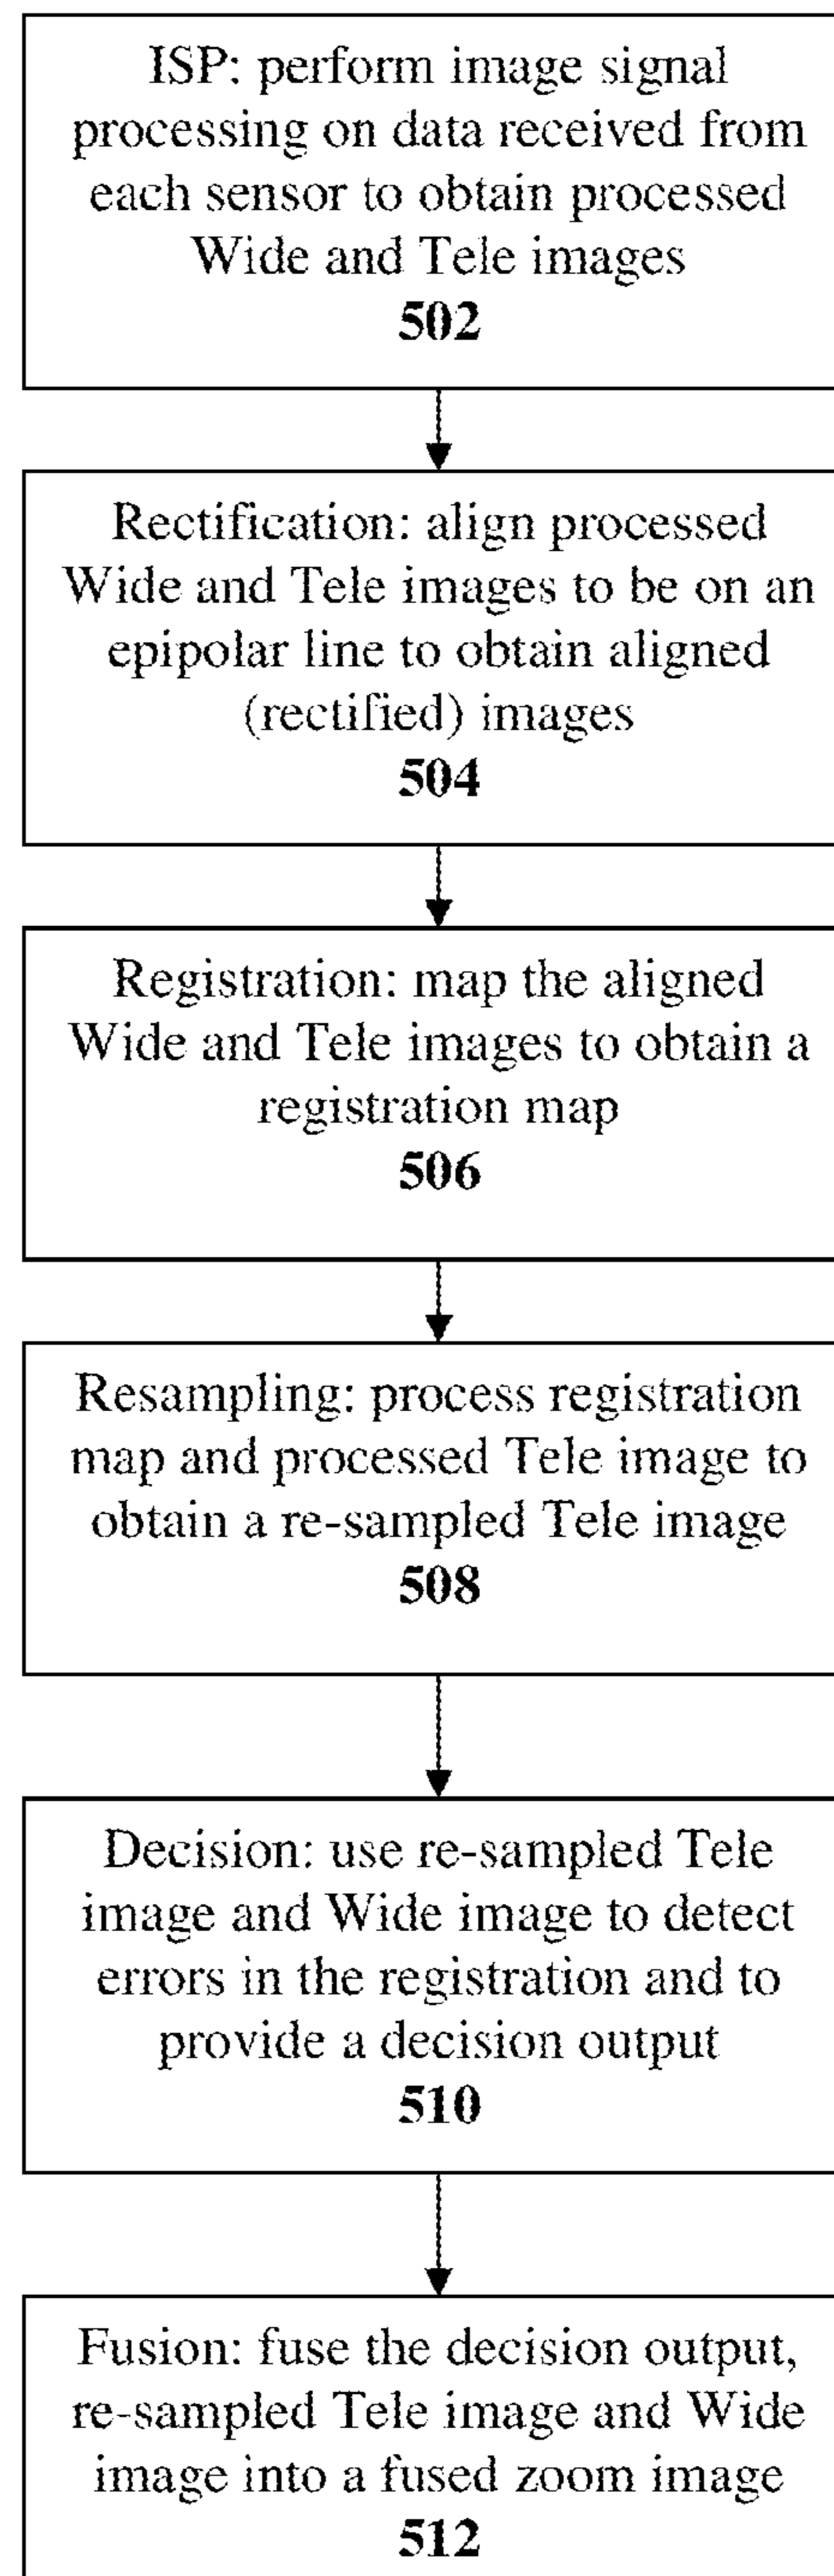 ISP: perform image signal
processing on data received from
each sensor to obtain processed
Wide and Tele images
502
Rectification: align processed
Wide and Tele images to be on an
epipolar line to obtain aligned
(rectified) images
504
Registration: map the aligned
Wide and Tele images to obtain a
registration map
506
Resampling: process registration
map and processed Tele image to
obtain a re-sampled Tele image
508
Decision: use re-sampled Tele
image and Wide image to detect
errors in the registration and to
provide a decision output
510
Fusion: fuse the decision output,
re-sampled Tele image and Wide
image into a fused zoom image
512